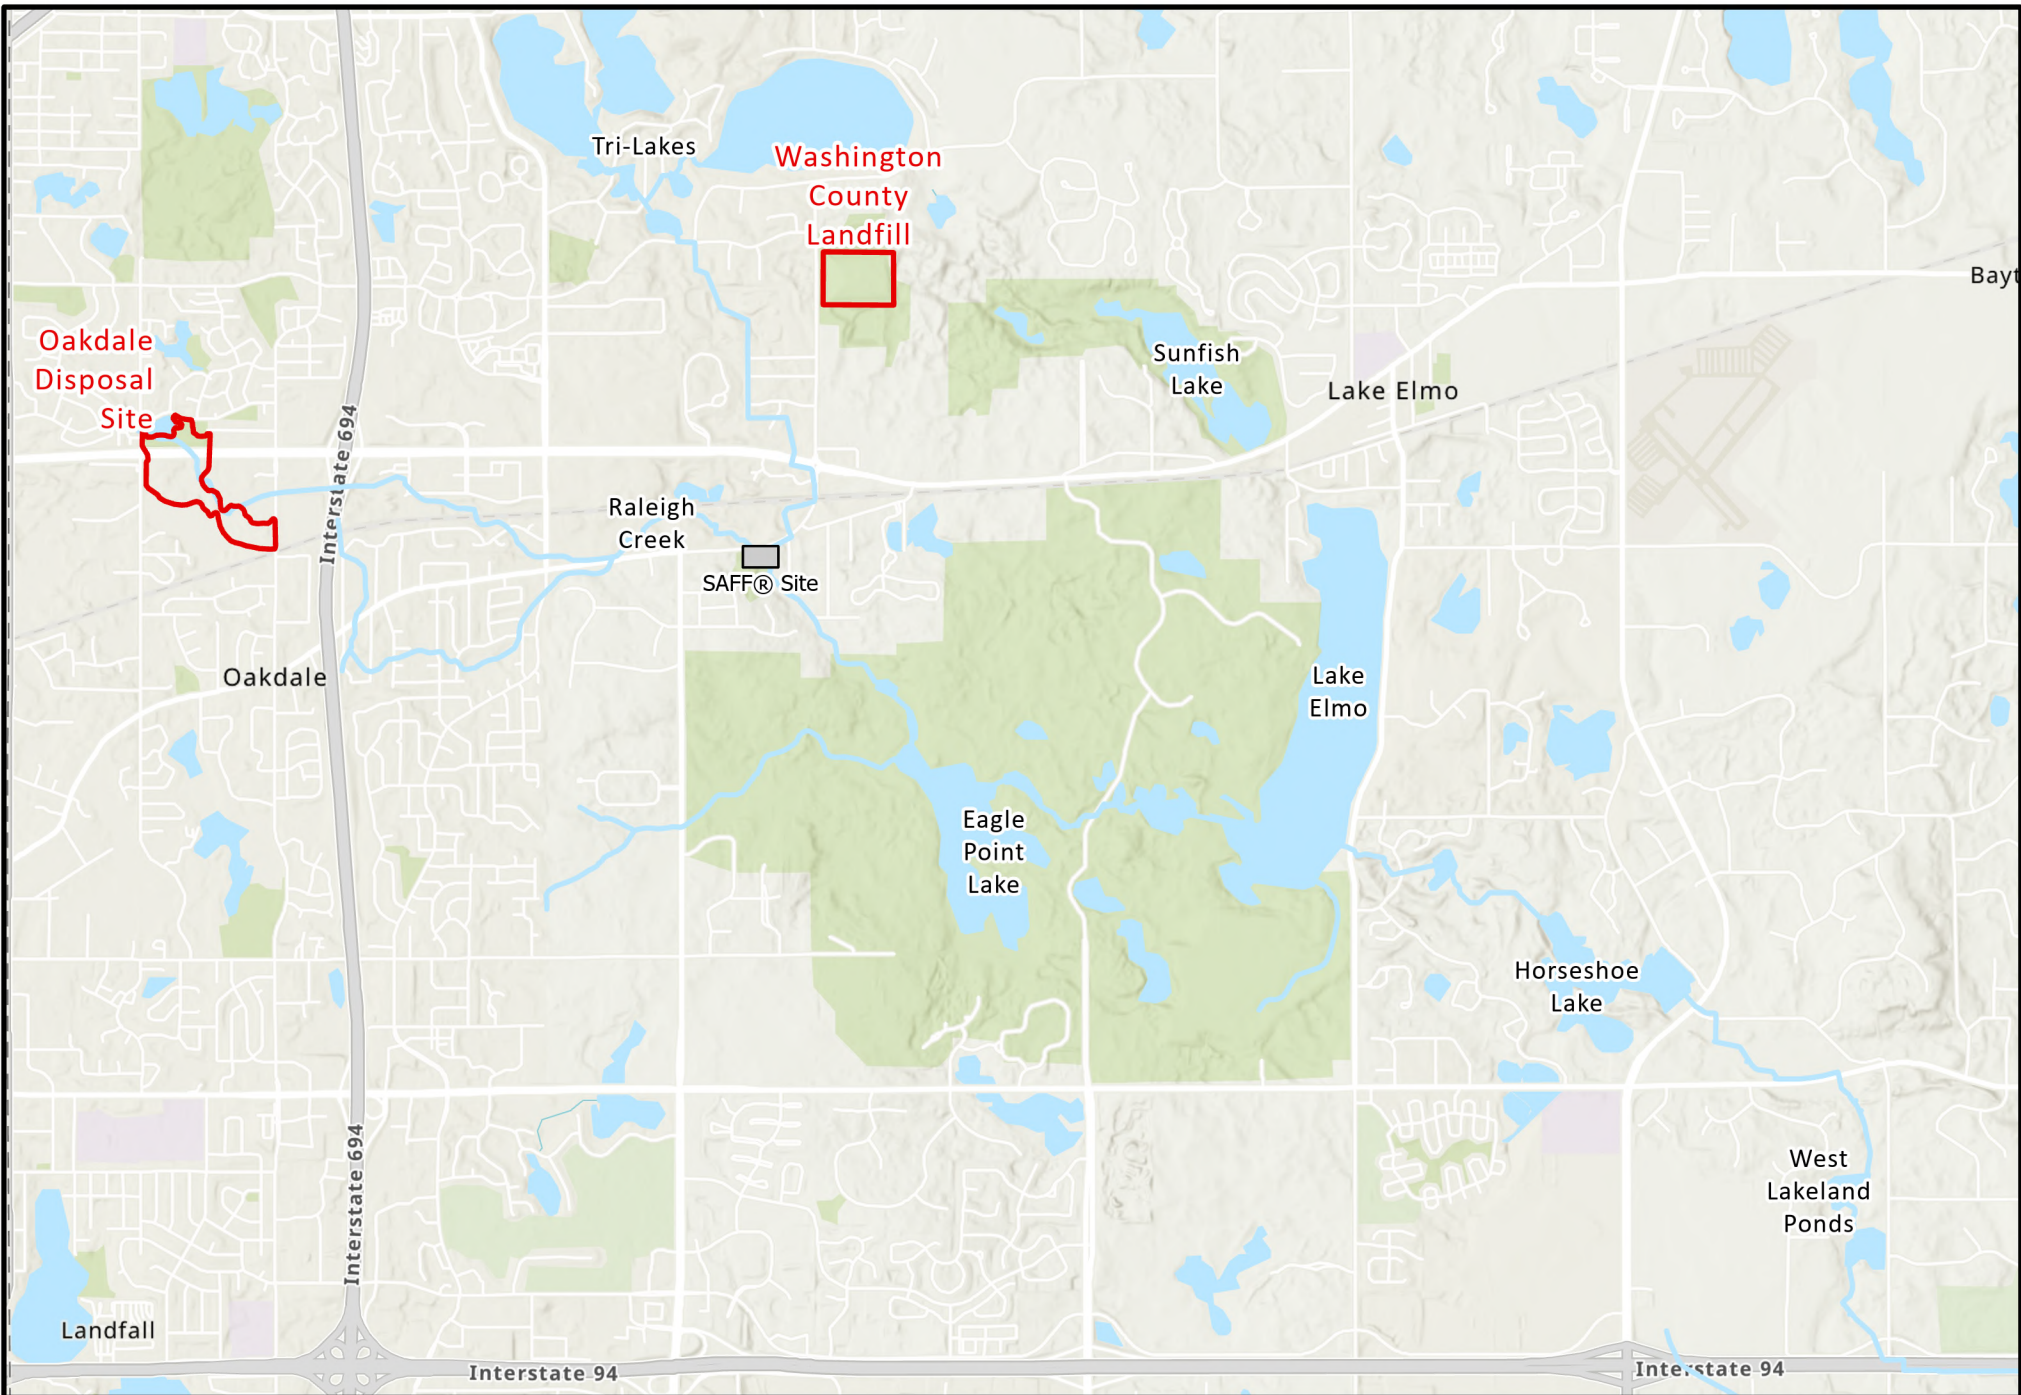 Tri-Lakes
Washington
County
Landfill
Bayt
Oakdale
Disposal
Site
Sunfish
Lake
Lake Elmo
Interstate 694
Raleigh
Creek
SAFF® Site
Oakdale
Lake
Elmo
Eagle
Point
Lake
Horseshoe
Lake
Interstate 694
West
Lakeland
Ponds
Landfall
Interstate 94
Interstate 94